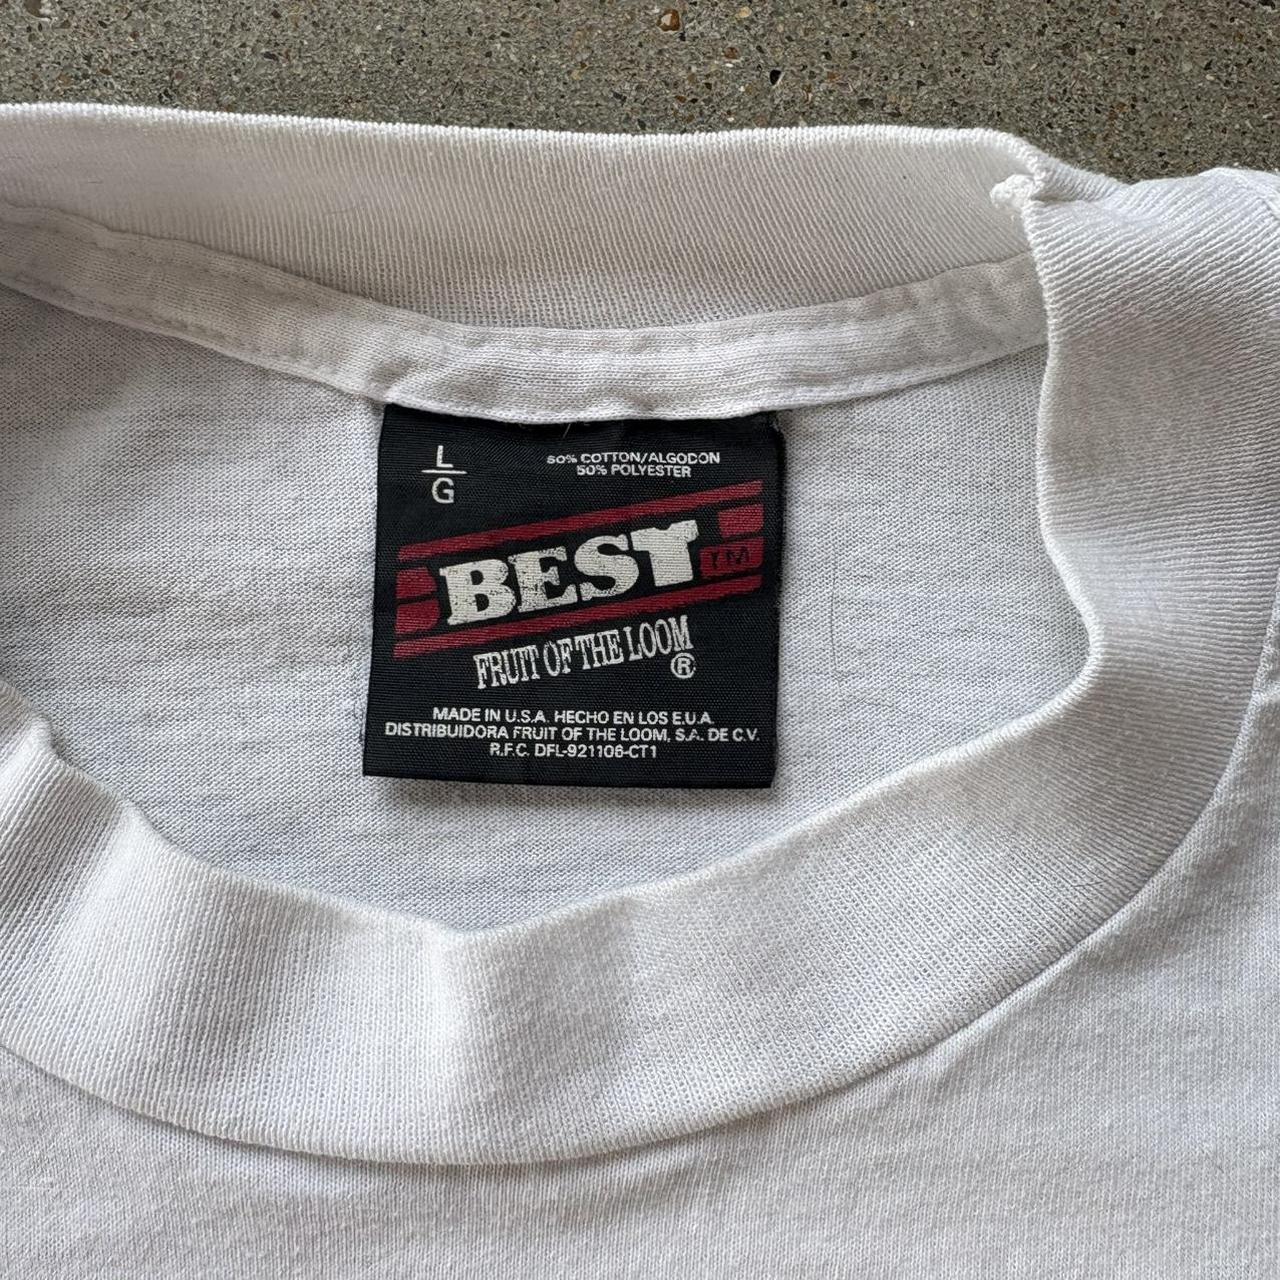 L
G
50% COTTON/ALGODON
50% POLYESTER
BEST TM
FRUIT OF THE LOOM
®
MADE IN U.S.A. HECHO EN LOS E.U.A.
DISTRIBUIDORA FRUIT OF THE LOOM, S.A. DE C.V.
R.F.C. DFL-921106-CT1